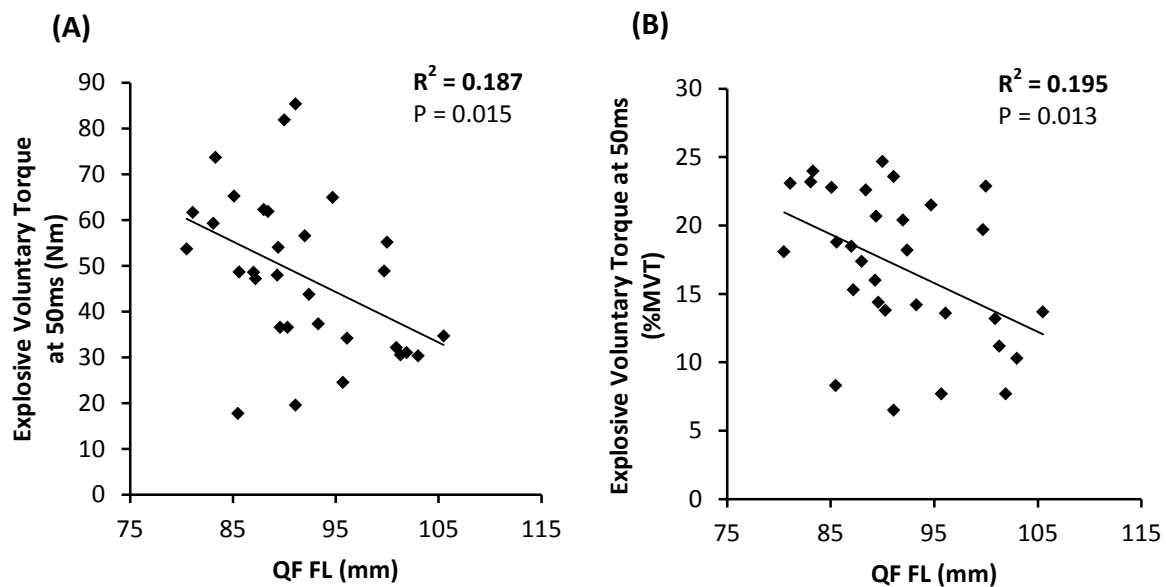 (A)
R² = 0.187
P = 0.015
Explosive Voluntary Torque
at 50ms (Nm)
90
80
70
60
50
40
30
20
10
0
75 85 95 105 115
QF FL (mm)
(B)
R² = 0.195
P = 0.013
Explosive Voluntary Torque at 50ms
(%MVT)
30
25
20
15
10
5
0
75 85 95 105 115
QF FL (mm)